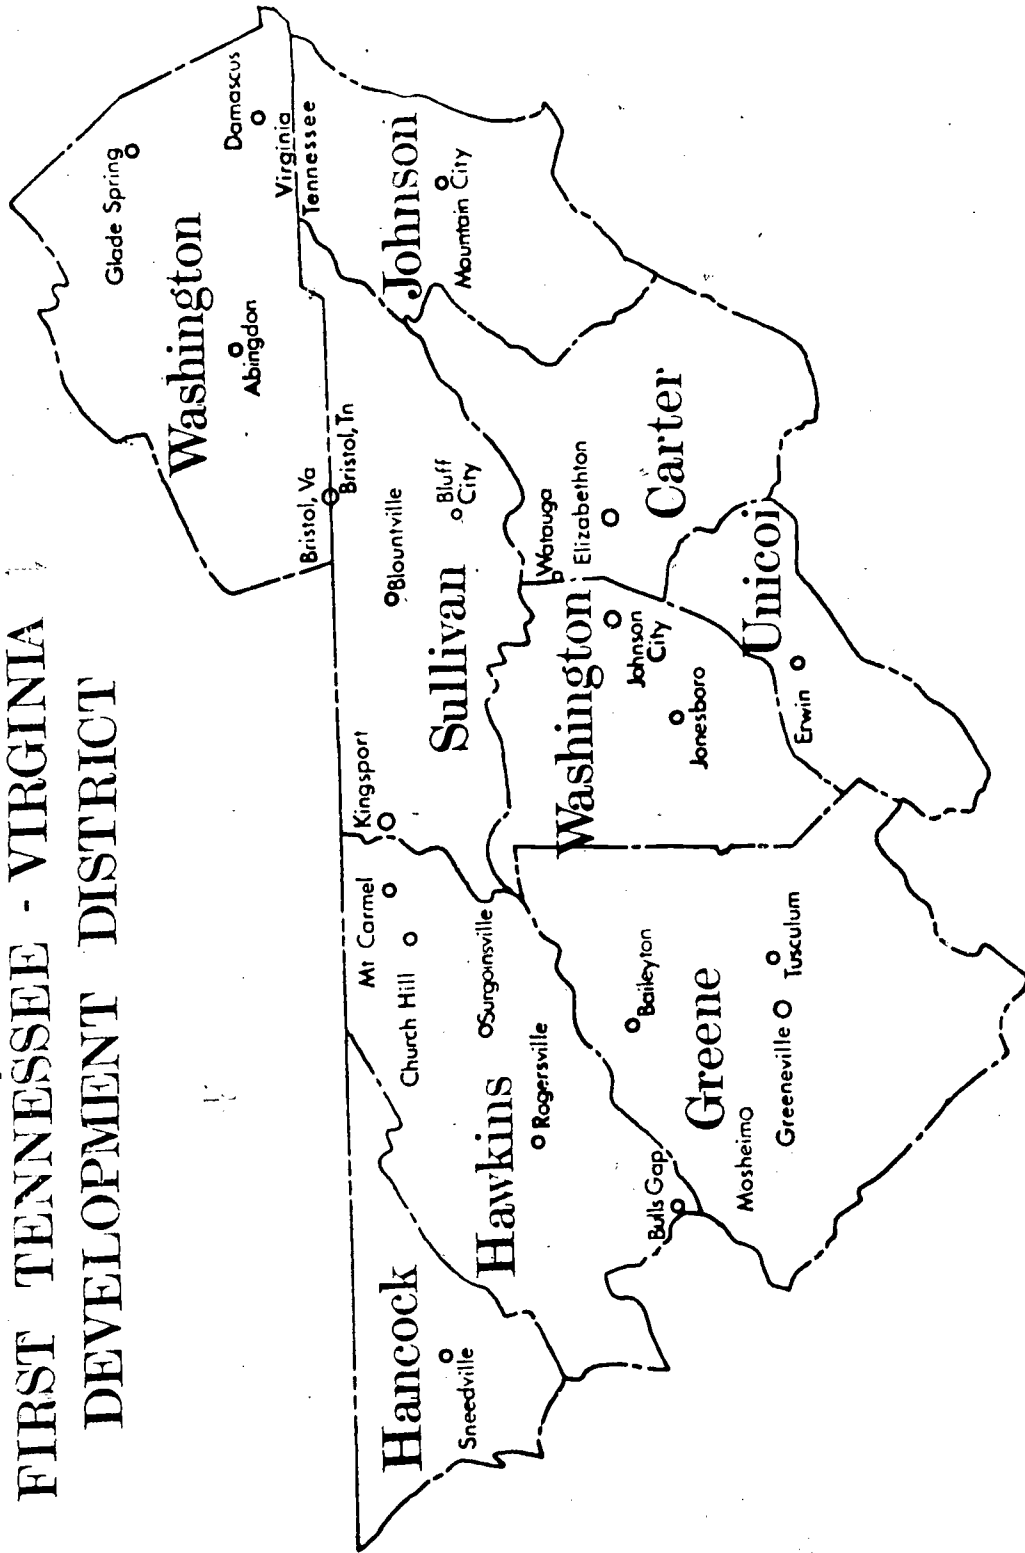 FIRST TENNESSEE - VIRGINIA
DEVELOPMENT DISTRICT
Glade Spring
Damascus
Washington
Abingdon
Virginia
Tennessee
Bristol, Va
Bristol, Tn
Johnson
Mountain City
Kingsport
Blountville
Bluff
City
Sullivan
Mt Carmel
Church Hill
Surgoinsville
Hancock
Sneedville
Hawkins
Rogersville
Watauga
Elizabethton
Carter
Washington
Johnson
City
Jonesboro
Unicoi
Erwin
Bulls Gap
Baileyton
Greene
Mosheimo
Greeneville
Tusculum